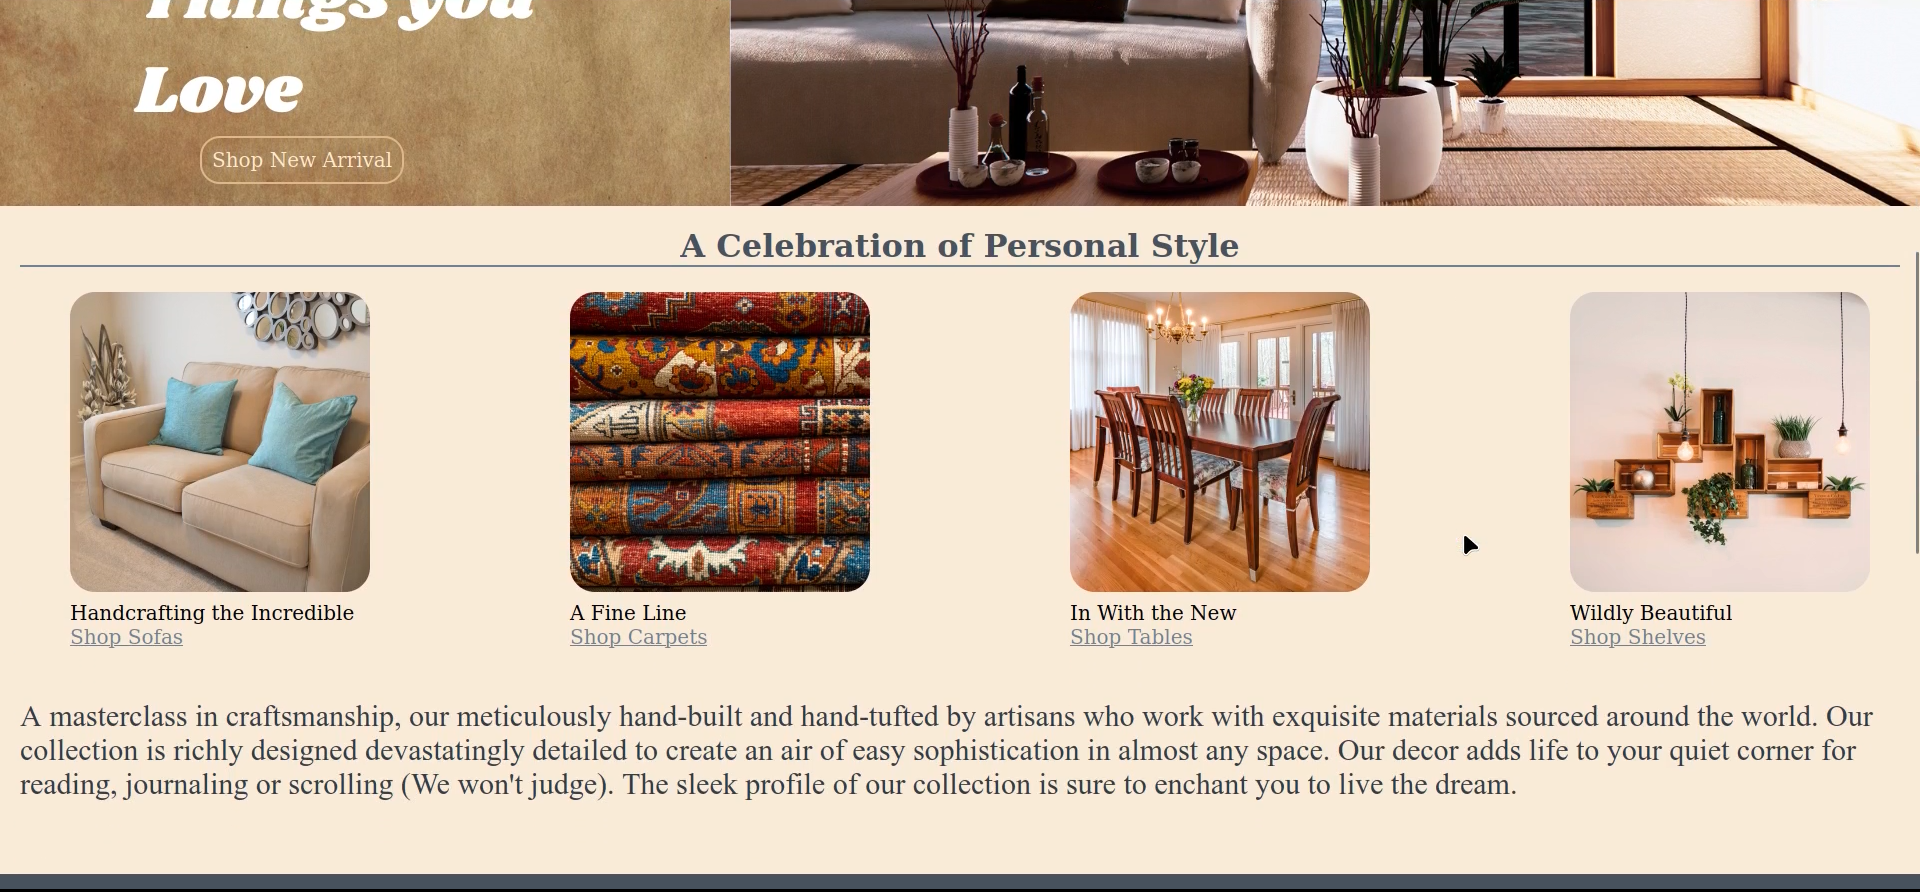 Things you
Love
Shop New Arrival
A Celebration of Personal Style
Handcrafting the Incredible
Shop Sofas
A Fine Line
Shop Carpets
In With the New
Shop Tables
Wildly Beautiful
Shop Shelves
A masterclass in craftsmanship, our meticulously hand-built and hand-tufted by artisans who work with exquisite materials sourced around the world. Our
collection is richly designed devastatingly detailed to create an air of easy sophistication in almost any space. Our decor adds life to your quiet corner for
reading, journaling or scrolling (We won't judge). The sleek profile of our collection is sure to enchant you to live the dream.